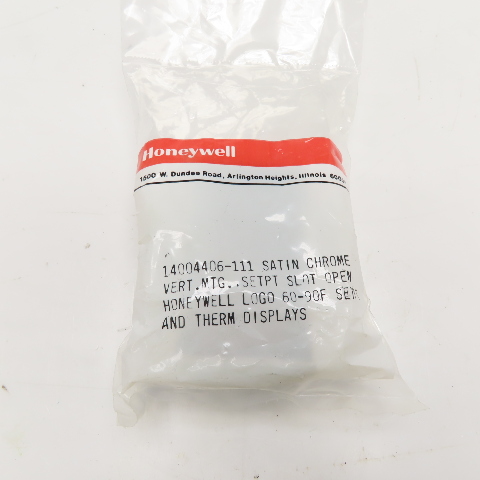 Honeywell
1500 W. Dundee Road, Arlington Heights, Illinois
14004406-111 SATIN CHROME
VERT.MTG..SETPT SLOT OPEN
HONEYWELL LOGO 60-90F
AND THERM DISPLAYS